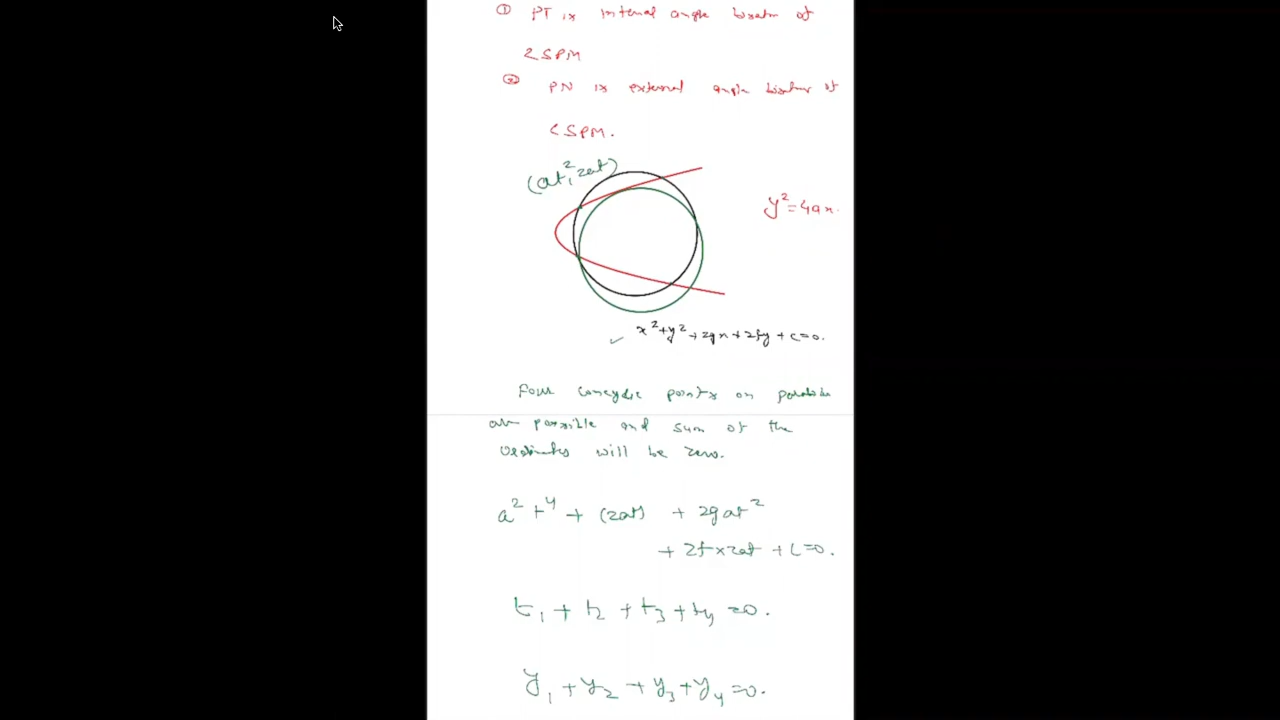 ① PT is internal angle bisector of
∠SPM
② PN is external angle bisector of
∠SPM.
(at², 2at)
y² = 4ax.
✓ x² + y² + 2gx + 2fy + c = 0.
Four concyclic points on parabola
are possible and sum of the
ordinates will be zero.
a² t⁴ + (2at) + 2gat²
+ 2f×2at + c = 0.
t₁ + t₂ + t₃ + t₄ = 0.
y₁ + y₂ + y₃ + y₄ = 0.